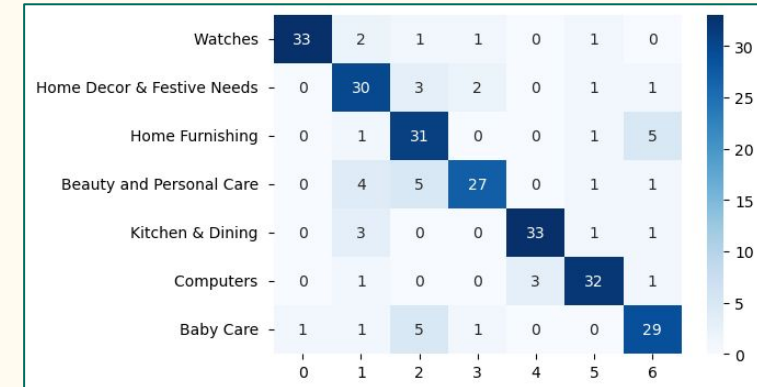 Watches 33 2 1 1 0 1 0
Home Decor & Festive Needs 0 30 3 2 0 1 1
Home Furnishing 0 1 31 0 0 1 5
Beauty and Personal Care 0 4 5 27 0 1 1
Kitchen & Dining 0 3 0 0 33 1 1
Computers 0 1 0 0 3 32 1
Baby Care 1 1 5 1 0 0 29
0 1 2 3 4 5 6
30
25
20
15
10
5
0